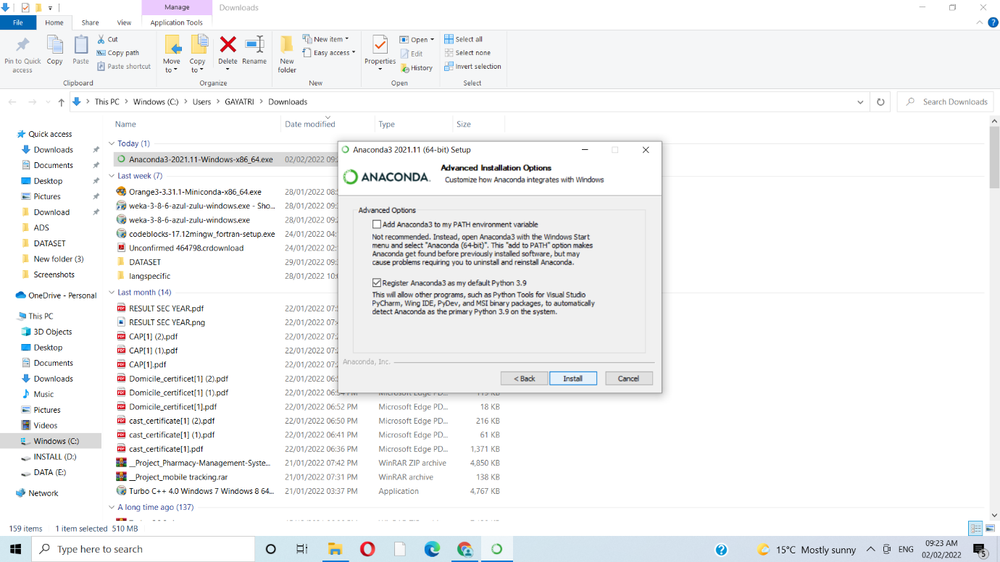 Manage
Downloads
File
Home
Share
View
Application Tools
Pin to Quick access
Copy
Paste
Cut
Copy path
Paste shortcut
Clipboard
Move to
Copy to
Delete
Rename
Organize
New folder
New item
Easy access
New
Properties
Open
Edit
History
Open
Select all
Select none
Invert selection
Select
This PC > Windows (C:) > Users > GAYATRI > Downloads
Search Downloads
Quick access
Downloads
Documents
Desktop
Pictures
Download
ADS
DATASET
New folder (3)
Screenshots
OneDrive - Personal
This PC
3D Objects
Desktop
Documents
Downloads
Music
Pictures
Videos
Windows (C:)
INSTALL (D:)
DATA (E:)
Network
Name
Date modified
Type
Size
Today (1)
Anaconda3-2021.11-Windows-x86_64.exe 02/02/2022 09:
Last week (7)
Orange3-3.31.1-Miniconda-x86_64.exe 28/01/2022 08:
weka-3-8-6-azul-zulu-windows.exe - Sho... 28/01/2022 09:
weka-3-8-6-azul-zulu-windows.exe 28/01/2022 09:
codeblocks-17.12mingw_fortran-setup.exe 24/01/2022 04:
Unconfirmed 464798.crdownload 24/01/2022 02:
DATASET 29/01/2022 09:
langspecific 28/01/2022 10:
Last month (14)
RESULT SEC YEAR.pdf 22/01/2022 07:
RESULT SEC YEAR.png 22/01/2022 07:
CAP[1] (2).pdf 22/01/2022 07:
CAP[1] (1).pdf 22/01/2022 07:
CAP[1].pdf 22/01/2022 07:
Domicile_certificet[1] (2).pdf 22/01/2022 06:
Domicile_certificet[1] (1).pdf 22/01/2022 06:54 PM Microsoft Edge PD... 119 KB
Domicile_certificet[1].pdf 22/01/2022 06:52 PM Microsoft Edge PD... 18 KB
cast_certificate[1] (2).pdf 22/01/2022 06:50 PM Microsoft Edge PD... 216 KB
cast_certificate[1] (1).pdf 22/01/2022 06:41 PM Microsoft Edge PD... 61 KB
cast_certificate[1].pdf 22/01/2022 06:36 PM Microsoft Edge PD... 1,371 KB
__Project_Pharmacy-Management-Syste... 21/01/2022 07:42 PM WinRAR ZIP archive 4,850 KB
__Project_mobile tracking.rar 21/01/2022 07:31 PM WinRAR archive 138 KB
Turbo C++ 4.0 Windows 7 Windows 8 64... 21/01/2022 03:37 PM Application 4,767 KB
A long time ago (137)
Anaconda3 2021.11 (64-bit) Setup
ANACONDA.
Advanced Installation Options
Customize how Anaconda integrates with Windows
Advanced Options
Add Anaconda3 to my PATH environment variable
Not recommended. Instead, open Anaconda3 with the Windows Start
menu and select "Anaconda (64-bit)". This "add to PATH" option makes
Anaconda get found before previously installed software, but may
cause problems requiring you to uninstall and reinstall Anaconda.
Register Anaconda3 as my default Python 3.9
This will allow other programs, such as Python Tools for Visual Studio
PyCharm, Wing IDE, PyDev, and MSI binary packages, to automatically
detect Anaconda as the primary Python 3.9 on the system.
Anaconda, Inc.
< Back
Install
Cancel
159 items 1 item selected 510 MB
Type here to search
15°C Mostly sunny
ENG
09:23 AM
02/02/2022
5